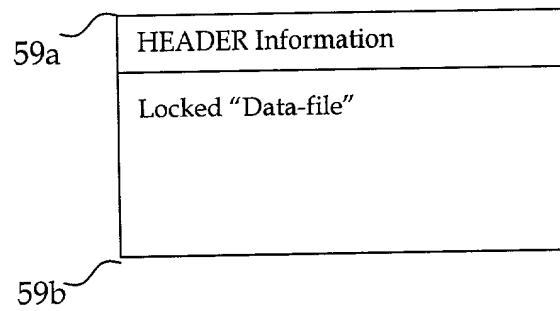 HEADER Information
59a
Locked “Data-file”
59b